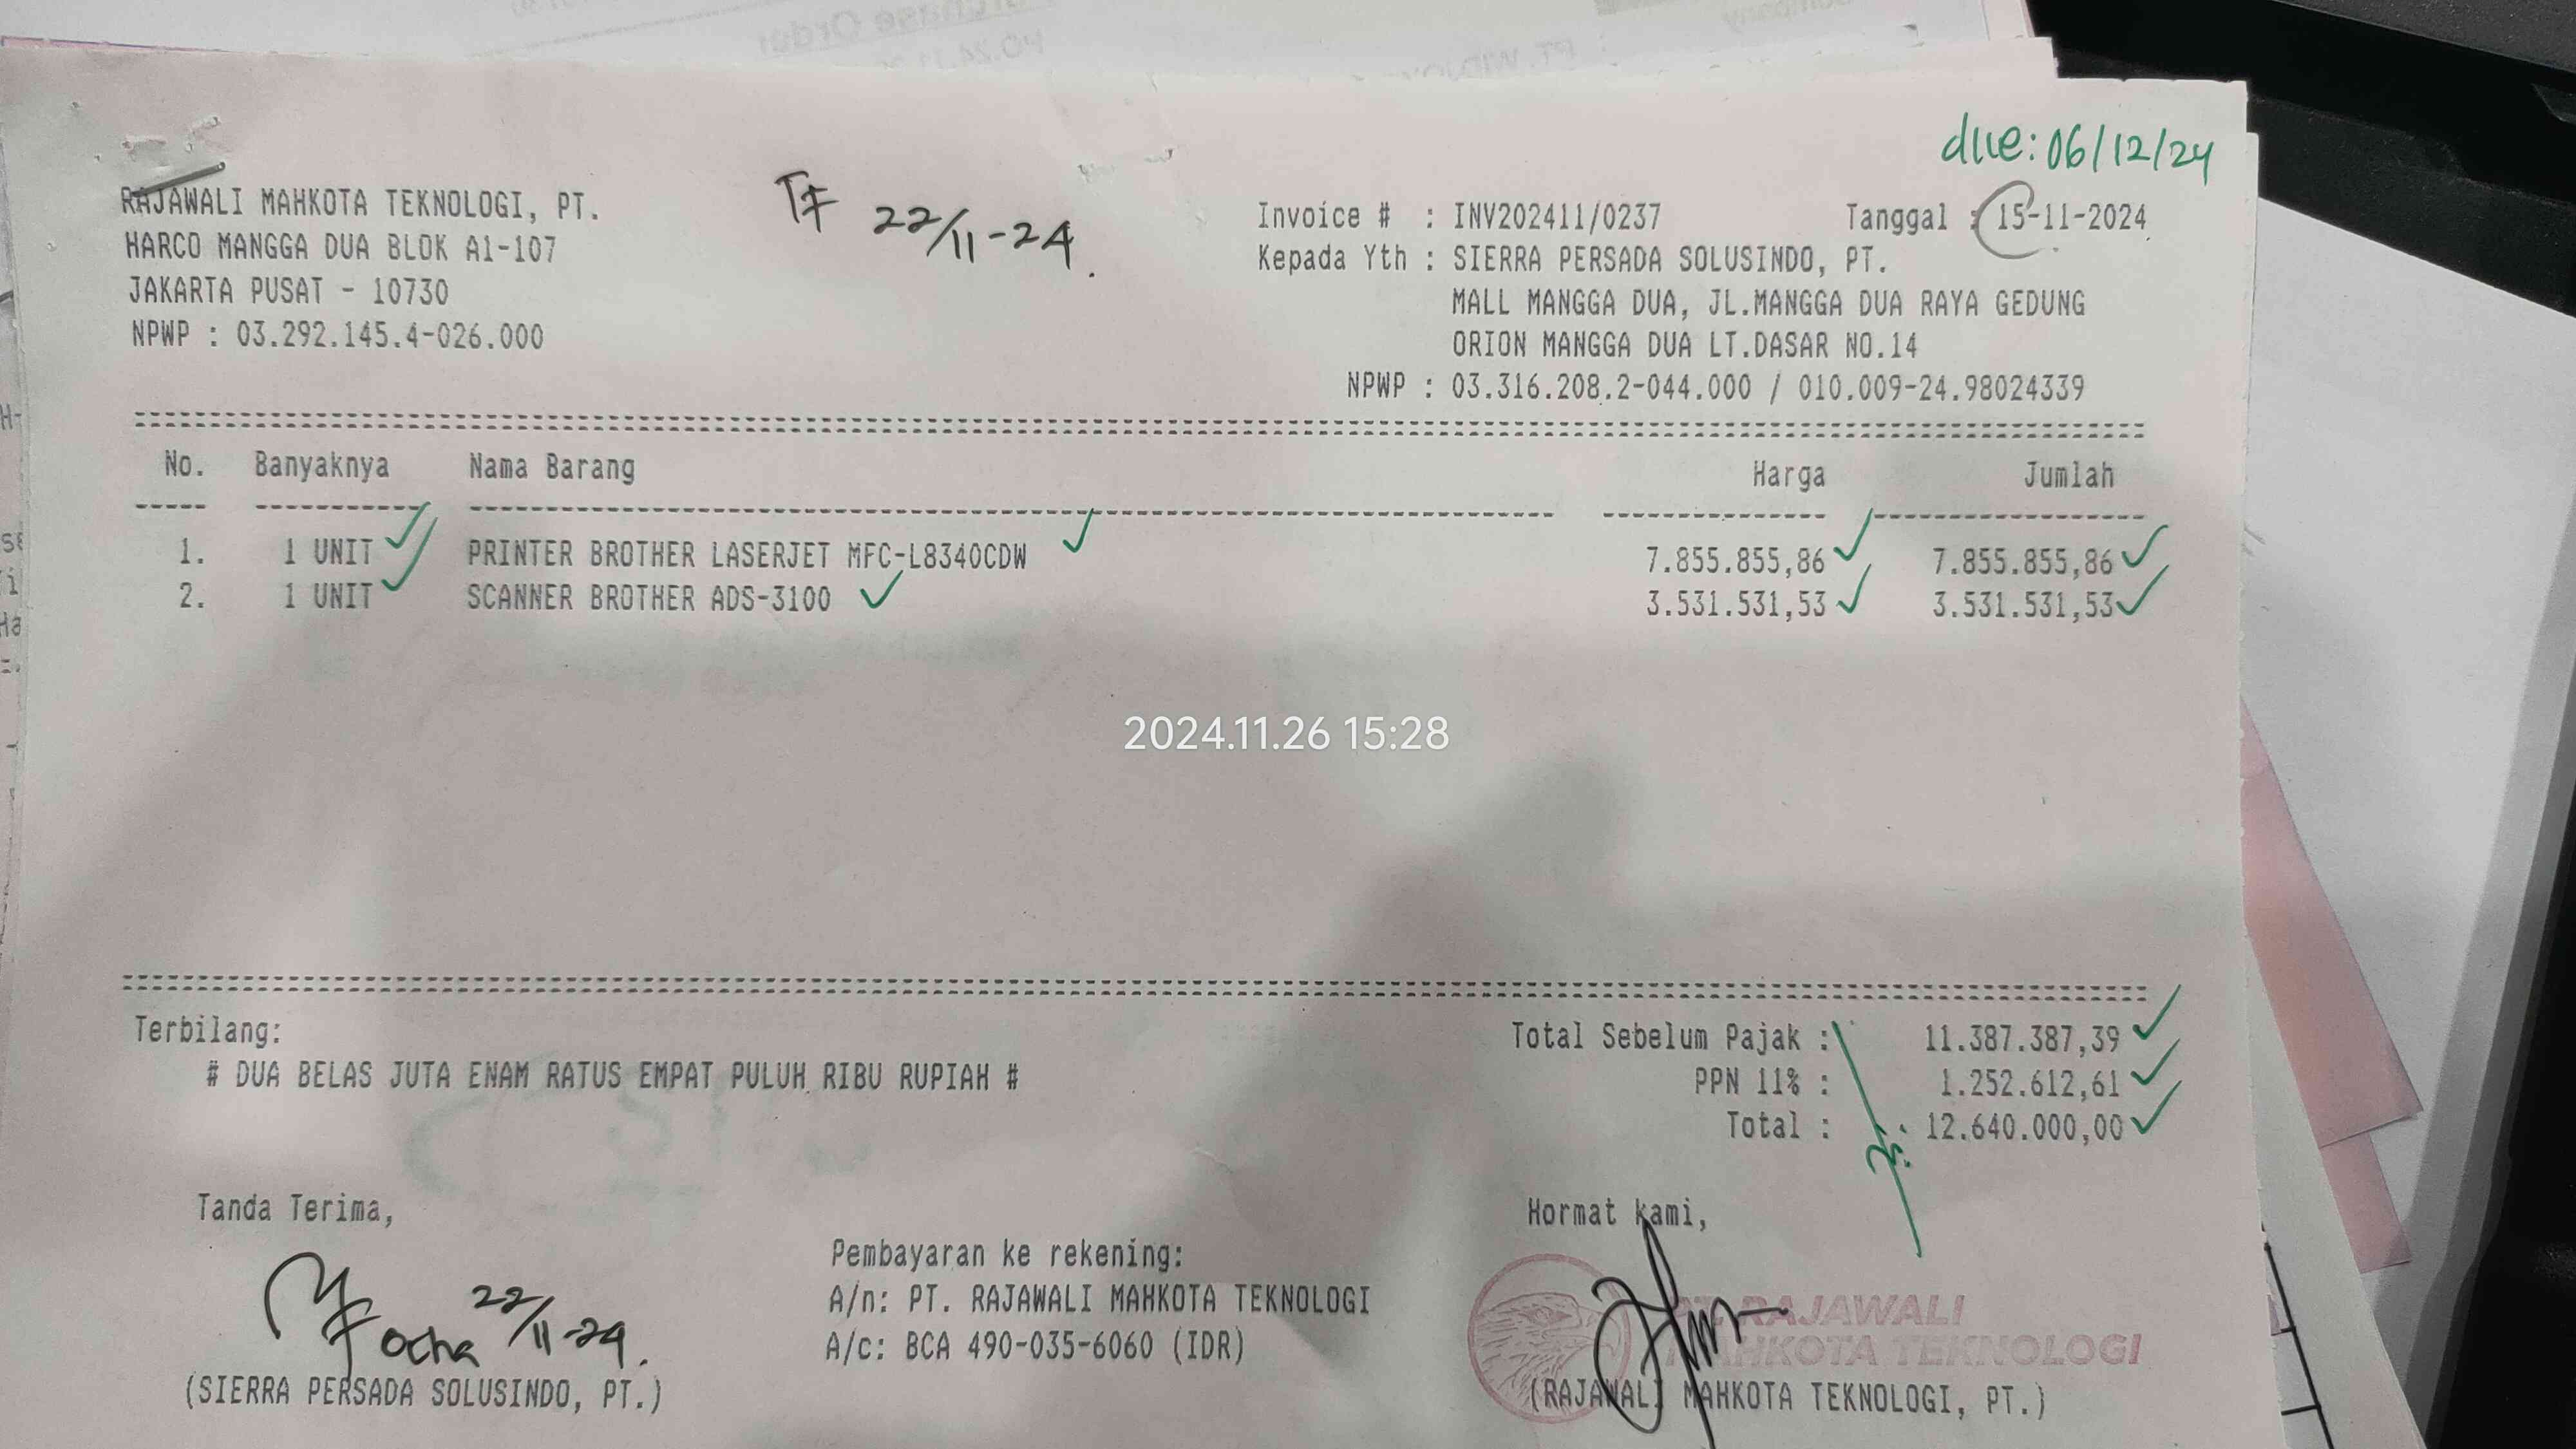 due: 06/12/24
RAJAWALI MAHKOTA TEKNOLOGI, PT.
HARCO MANGGA DUA BLOK A1-107
JAKARTA PUSAT - 10730
NPWP : 03.292.145.4-026.000
TF 22/11-24.
Invoice # : INV202411/0237 Tanggal : 15-11-2024
Kepada Yth : SIERRA PERSADA SOLUSINDO, PT.
MALL MANGGA DUA, JL.MANGGA DUA RAYA GEDUNG
ORION MANGGA DUA LT.DASAR NO.14
NPWP : 03.316.208.2-044.000 / 010.009-24.98024339
No. Banyaknya Nama Barang Harga Jumlah
1. 1 UNIT PRINTER BROTHER LASERJET MFC-L8340CDW 7.855.855,86 7.855.855,86
2. 1 UNIT SCANNER BROTHER ADS-3100 3.531.531,53 3.531.531,53
2024.11.26 15:28
Terbilang:
# DUA BELAS JUTA ENAM RATUS EMPAT PULUH RIBU RUPIAH #
Total Sebelum Pajak : 11.387.387,39
PPN 11% : 1.252.612,61
Total : 12.640.000,00
Tanda Terima,
ocha 22/11-24.
(SIERRA PERSADA SOLUSINDO, PT.)
Pembayaran ke rekening:
A/n: PT. RAJAWALI MAHKOTA TEKNOLOGI
A/c: BCA 490-035-6060 (IDR)
Hormat kami,
PT. RAJAWALI
MAHKOTA TEKNOLOGI
(RAJAWALI MAHKOTA TEKNOLOGI, PT.)